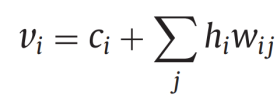 v_i = c_i + \sum_j h_i w_{ij}